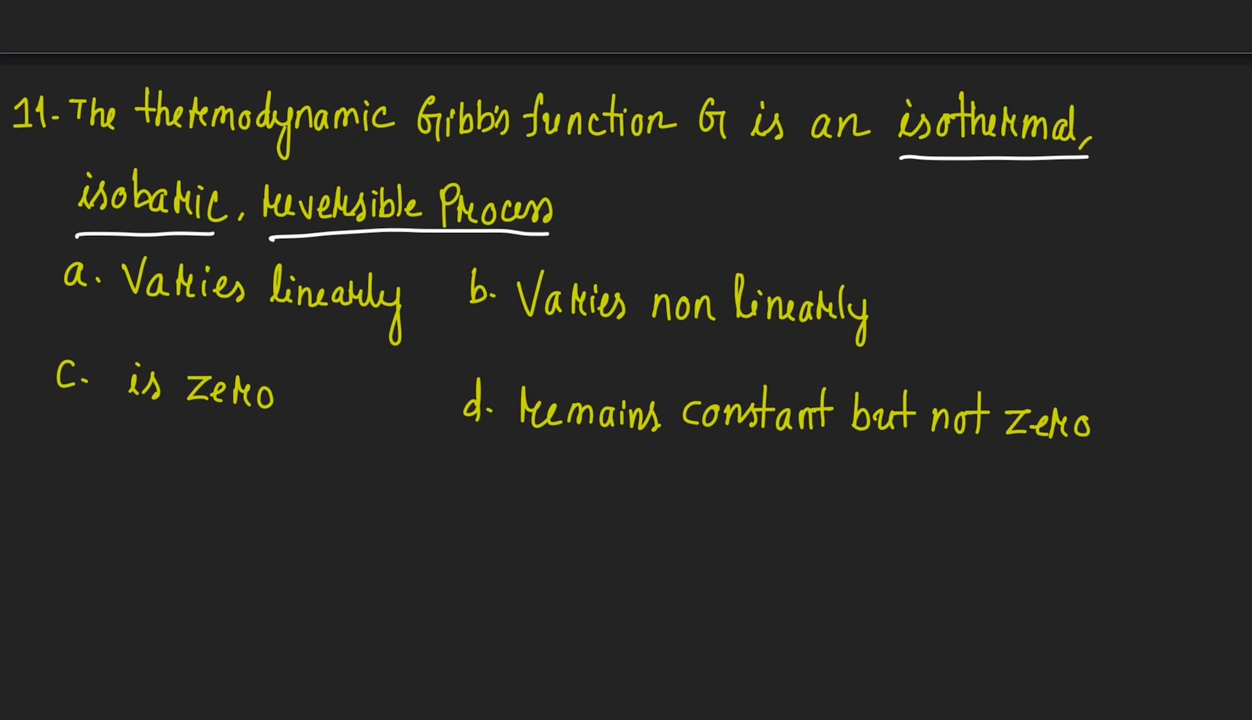 11. The thermodynamic Gibb's function G is an isothermal,
isobaric, reversible Process
a. Varies linearly b. Varies non linearly
c. is zero d. remains constant but not zero